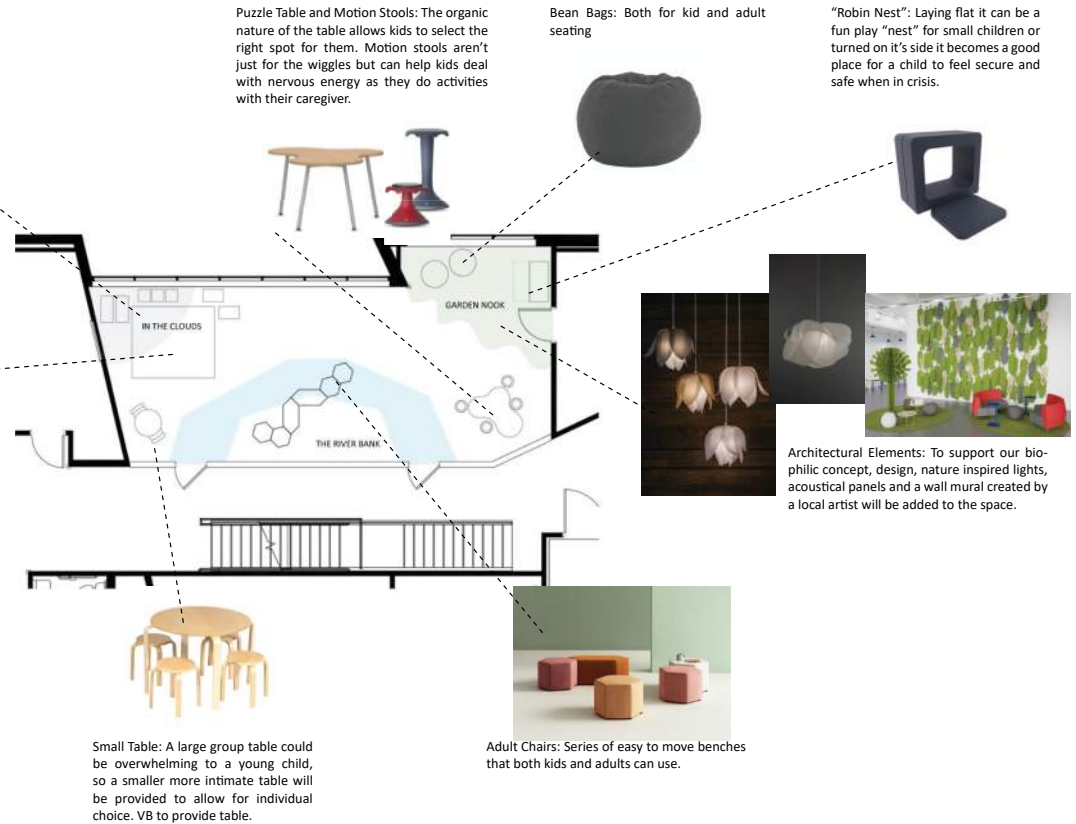 Puzzle Table and Motion Stools: The organic
nature of the table allows kids to select the
right spot for them. Motion stools aren't
just for the wiggles but can help kids deal
with nervous energy as they do activities
with their caregiver.
Bean Bags: Both for kid and adult
seating
“Robin Nest”: Laying flat it can be a
fun play “nest” for small children or
turned on it’s side it becomes a good
place for a child to feel secure and
safe when in crisis.
IN THE CLOUDS
GARDEN NOOK
THE RIVER BANK
Architectural Elements: To support our bio-
philic concept, design, nature inspired lights,
acoustical panels and a wall mural created by
a local artist will be added to the space.
Small Table: A large group table could
be overwhelming to a young child,
so a smaller more intimate table will
be provided to allow for individual
choice. VB to provide table.
Adult Chairs: Series of easy to move benches
that both kids and adults can use.